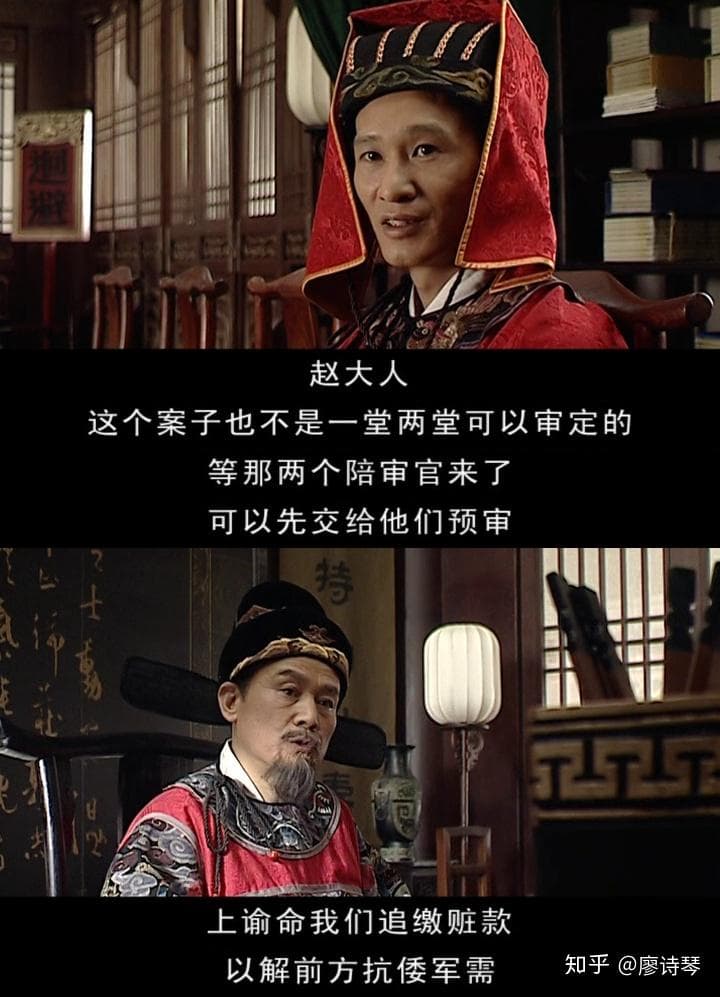 迴避
赵大人
这个案子也不是一堂两堂可以审定的
等那两个陪审官来了
可以先交给他们预审
持
上谕命我们追缴赃款
以解前方抗倭军需
知乎 @廖诗琴